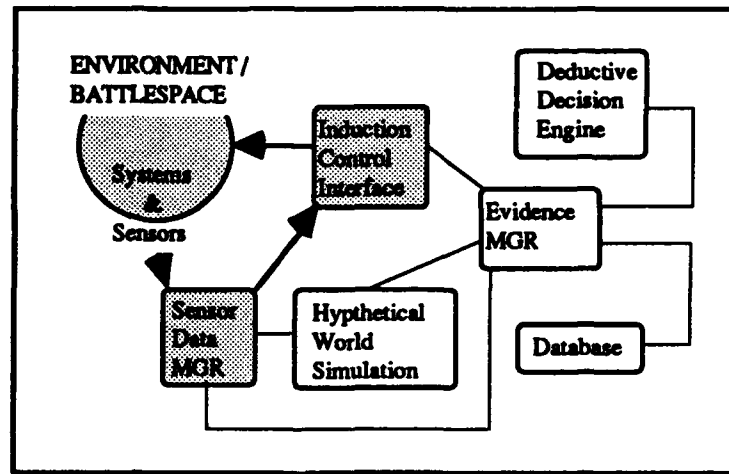 ENVIRONMENT /
BATTLESPACE
Systems
&
Sensors
Induction
Control
Interface
Deductive
Decision
Engine
Evidence
MGR
Sensor
Data
MGR
Hypthetical
World
Simulation
Database